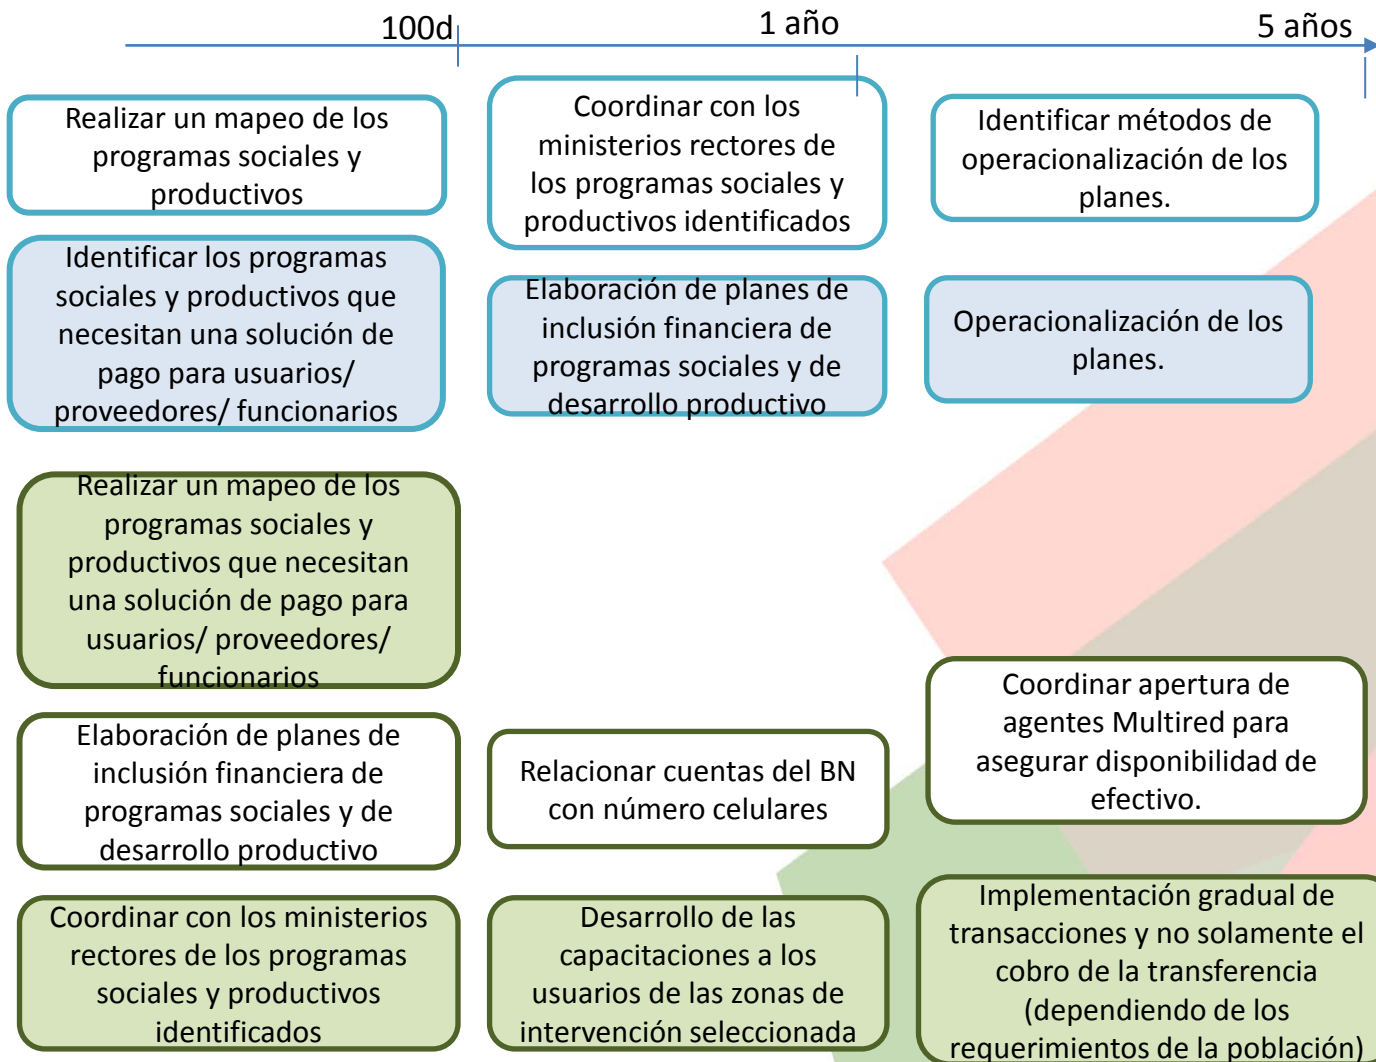 100d
1 año
5 años
Realizar un mapeo de los
programas sociales y
productivos
Coordinar con los
ministerios rectores de
los programas sociales y
productivos identificados
Identificar métodos de
operacionalización de los
planes.
Identificar los programas
sociales y productivos que
necesitan una solución de
pago para usuarios/
proveedores/ funcionarios
Elaboración de planes de
inclusión financiera de
programas sociales y de
desarrollo productivo
Operacionalización de los
planes.
Realizar un mapeo de los
programas sociales y
productivos que necesitan
una solución de pago para
usuarios/ proveedores/
funcionarios
Elaboración de planes de
inclusión financiera de
programas sociales y de
desarrollo productivo
Relacionar cuentas del BN
con número celulares
Coordinar apertura de
agentes Multired para
asegurar disponibilidad de
efectivo.
Coordinar con los ministerios
rectores de los programas
sociales y productivos
identificados
Desarrollo de las
capacitaciones a los
usuarios de las zonas de
intervención seleccionada
Implementación gradual de
transacciones y no solamente el
cobro de la transferencia
(dependiendo de los
requerimientos de la población)